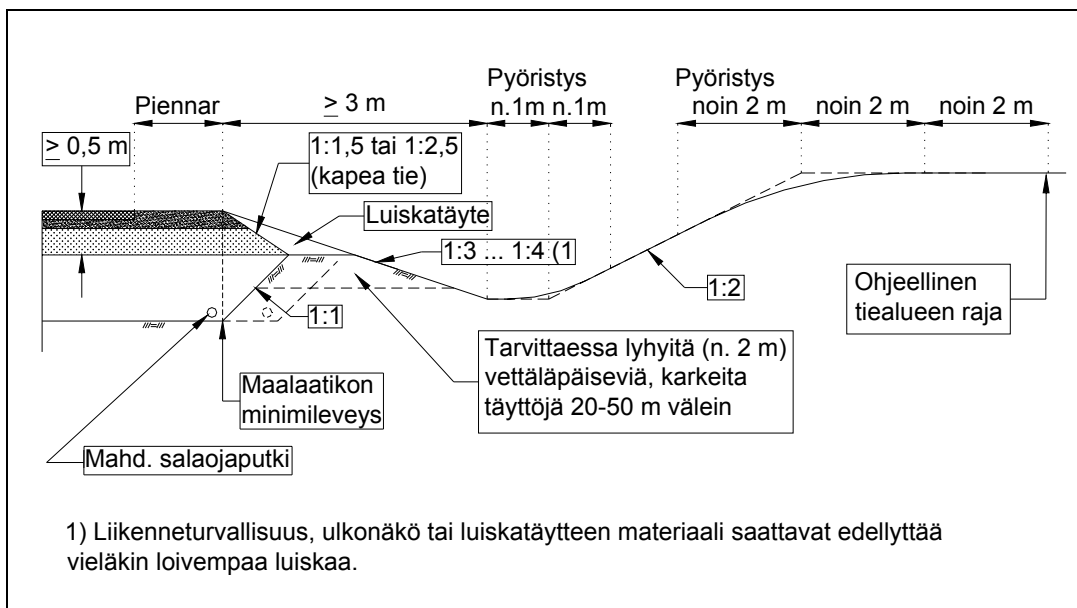 Pyöristys
Pyöristys
Piennar
≥ 3 m
n.1m
n.1m
noin 2 m
noin 2 m
noin 2 m
≥ 0,5 m
1:1,5 tai 1:2,5
(kapea tie)
Luiskatäyte
1:3 ... 1:4 (1
1:2
Ohjeellinen
tiealueen raja
1:1
Tarvittaessa lyhyitä (n. 2 m)
vettäläpäiseviä, karkeita
täyttöjä 20-50 m välein
Maalaatikon
minimileveys
Mahd. salaojaputki
1) Liikenneturvallisuus, ulkonäkö tai luiskatäytteen materiaali saattavat edellyttää
vieläkin loivempaa luiskaa.